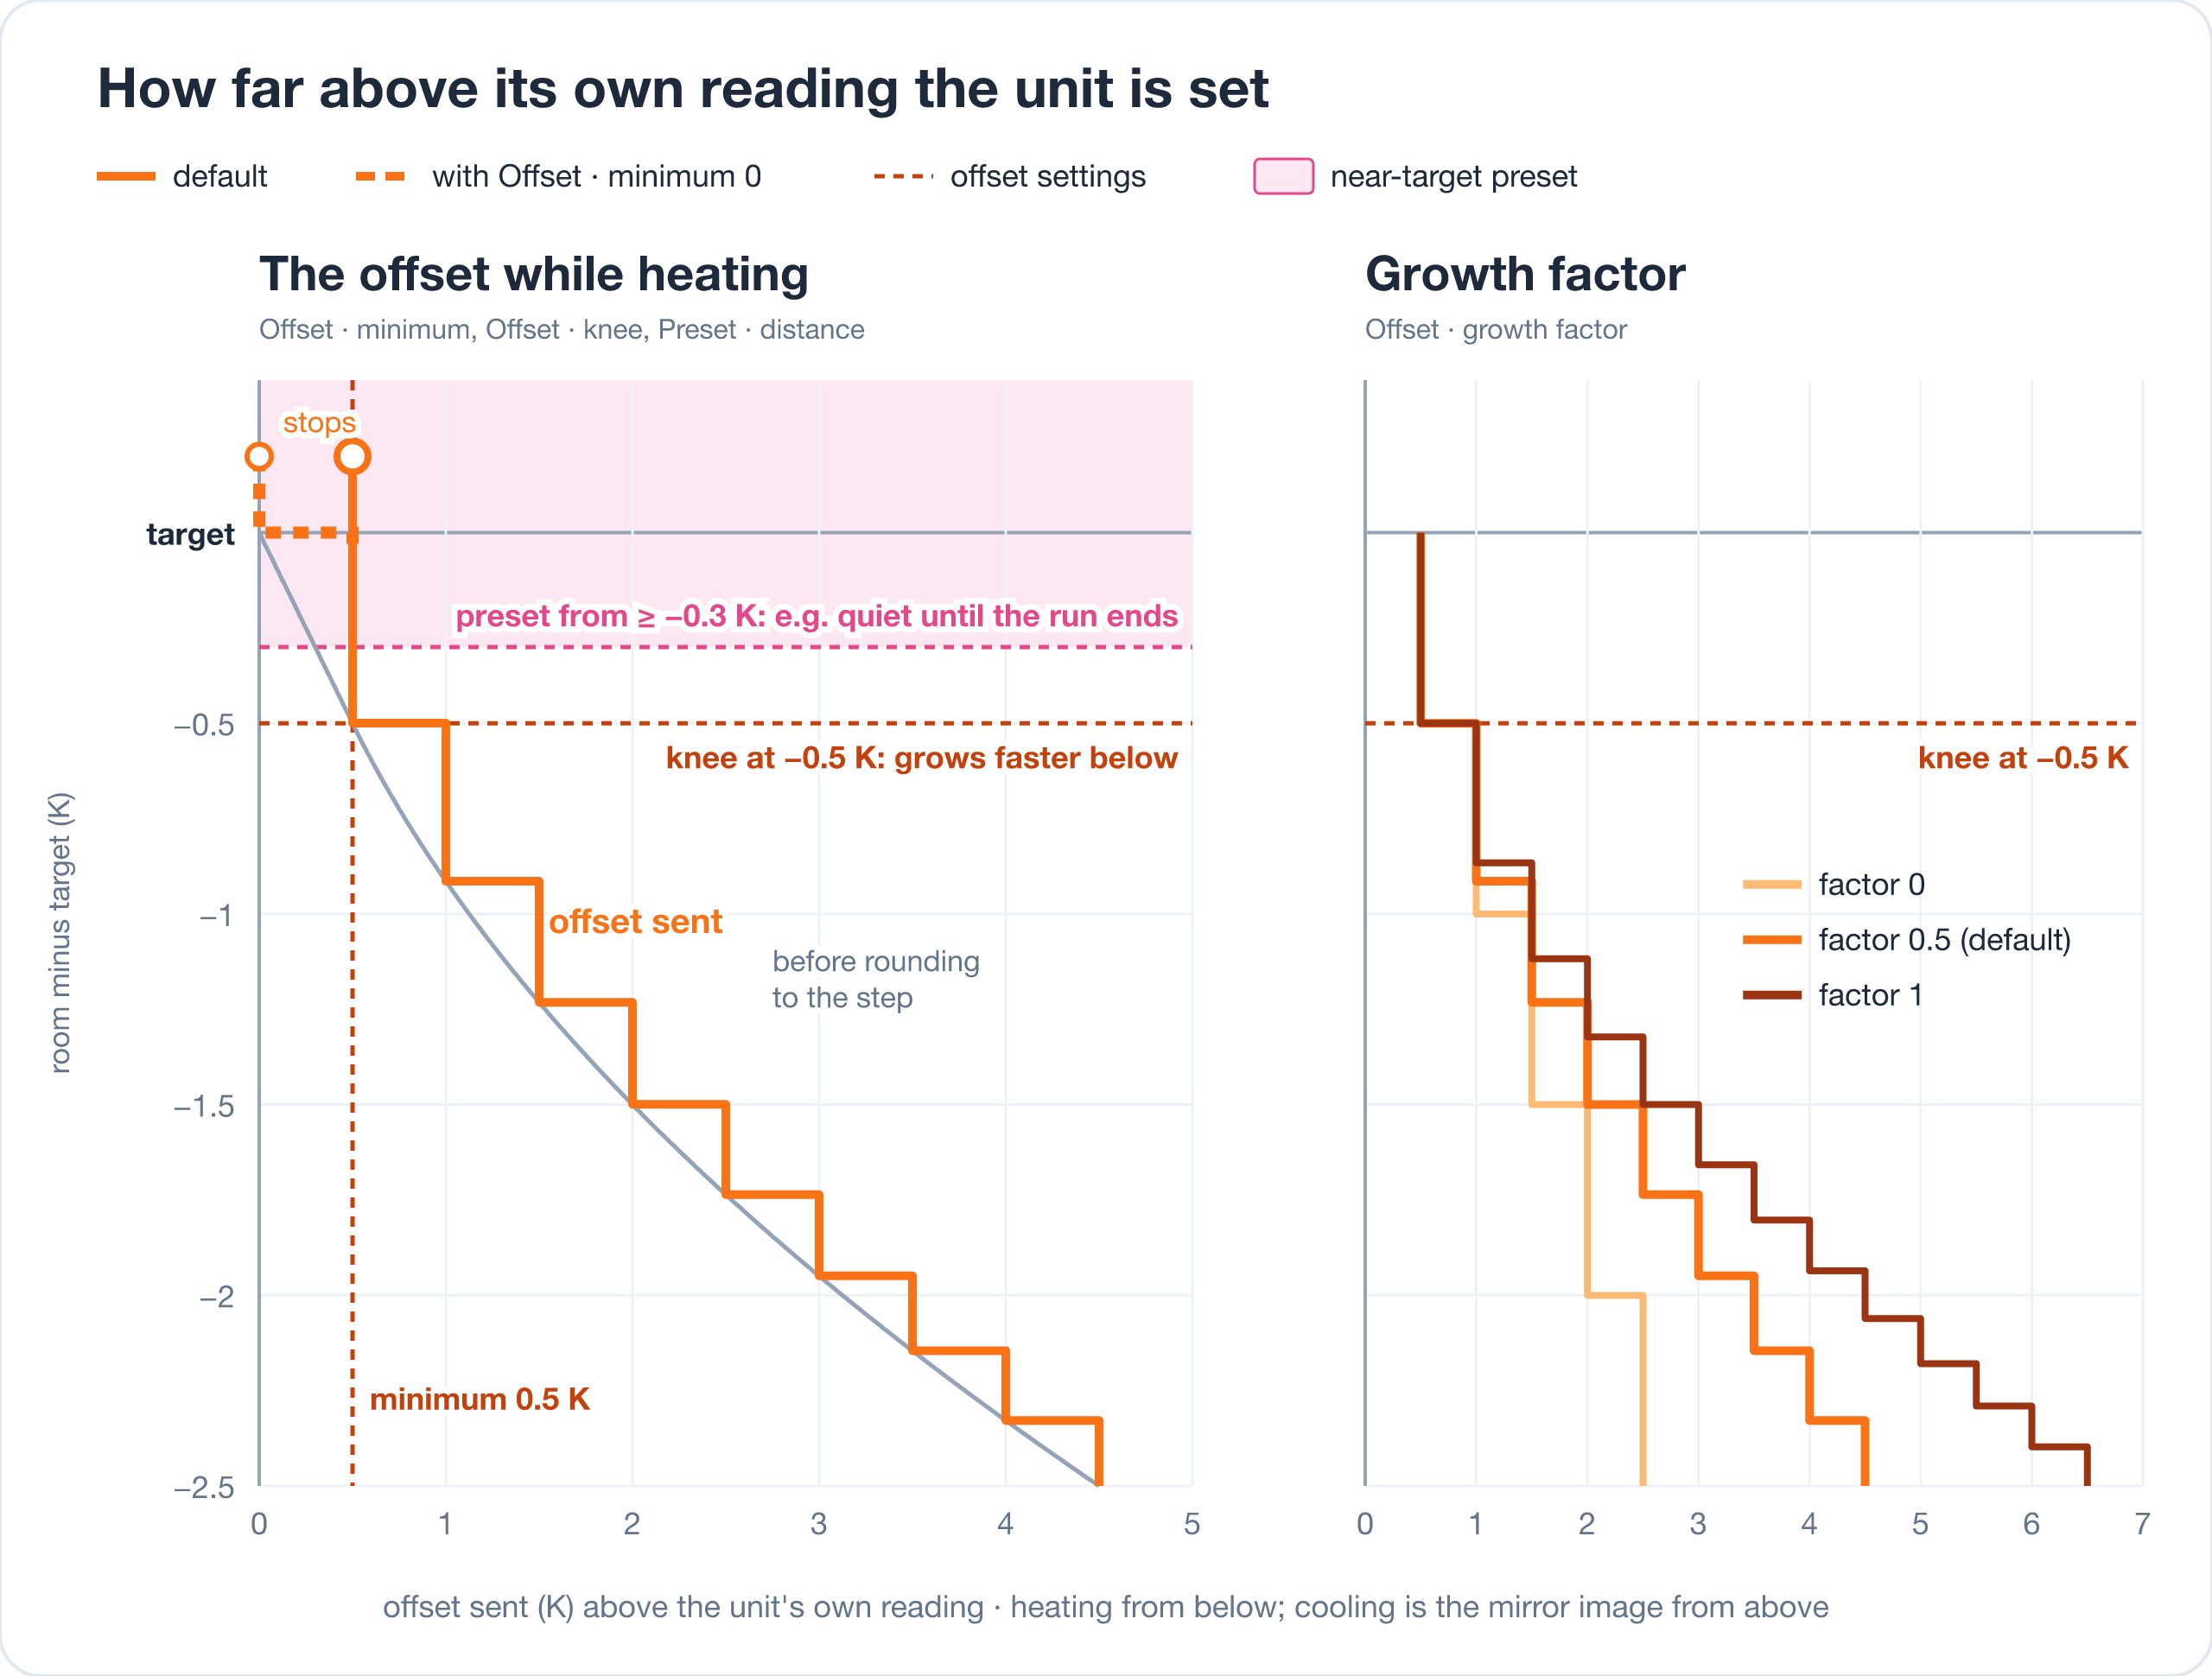 How far above its own reading the unit is set
default
with Offset · minimum 0
offset settings
near-target preset
The offset while heating
Offset · minimum, Offset · knee, Preset · distance
stops
target
preset from ≥ −0.3 K: e.g. quiet until the run ends
−0.5
knee at −0.5 K: grows faster below
−1
offset sent
before rounding
to the step
room minus target (K)
−1.5
−2
minimum 0.5 K
−2.5
0 1 2 3 4 5
Growth factor
Offset · growth factor
knee at −0.5 K
factor 0
factor 0.5 (default)
factor 1
0 1 2 3 4 5 6 7
offset sent (K) above the unit's own reading · heating from below; cooling is the mirror image from above